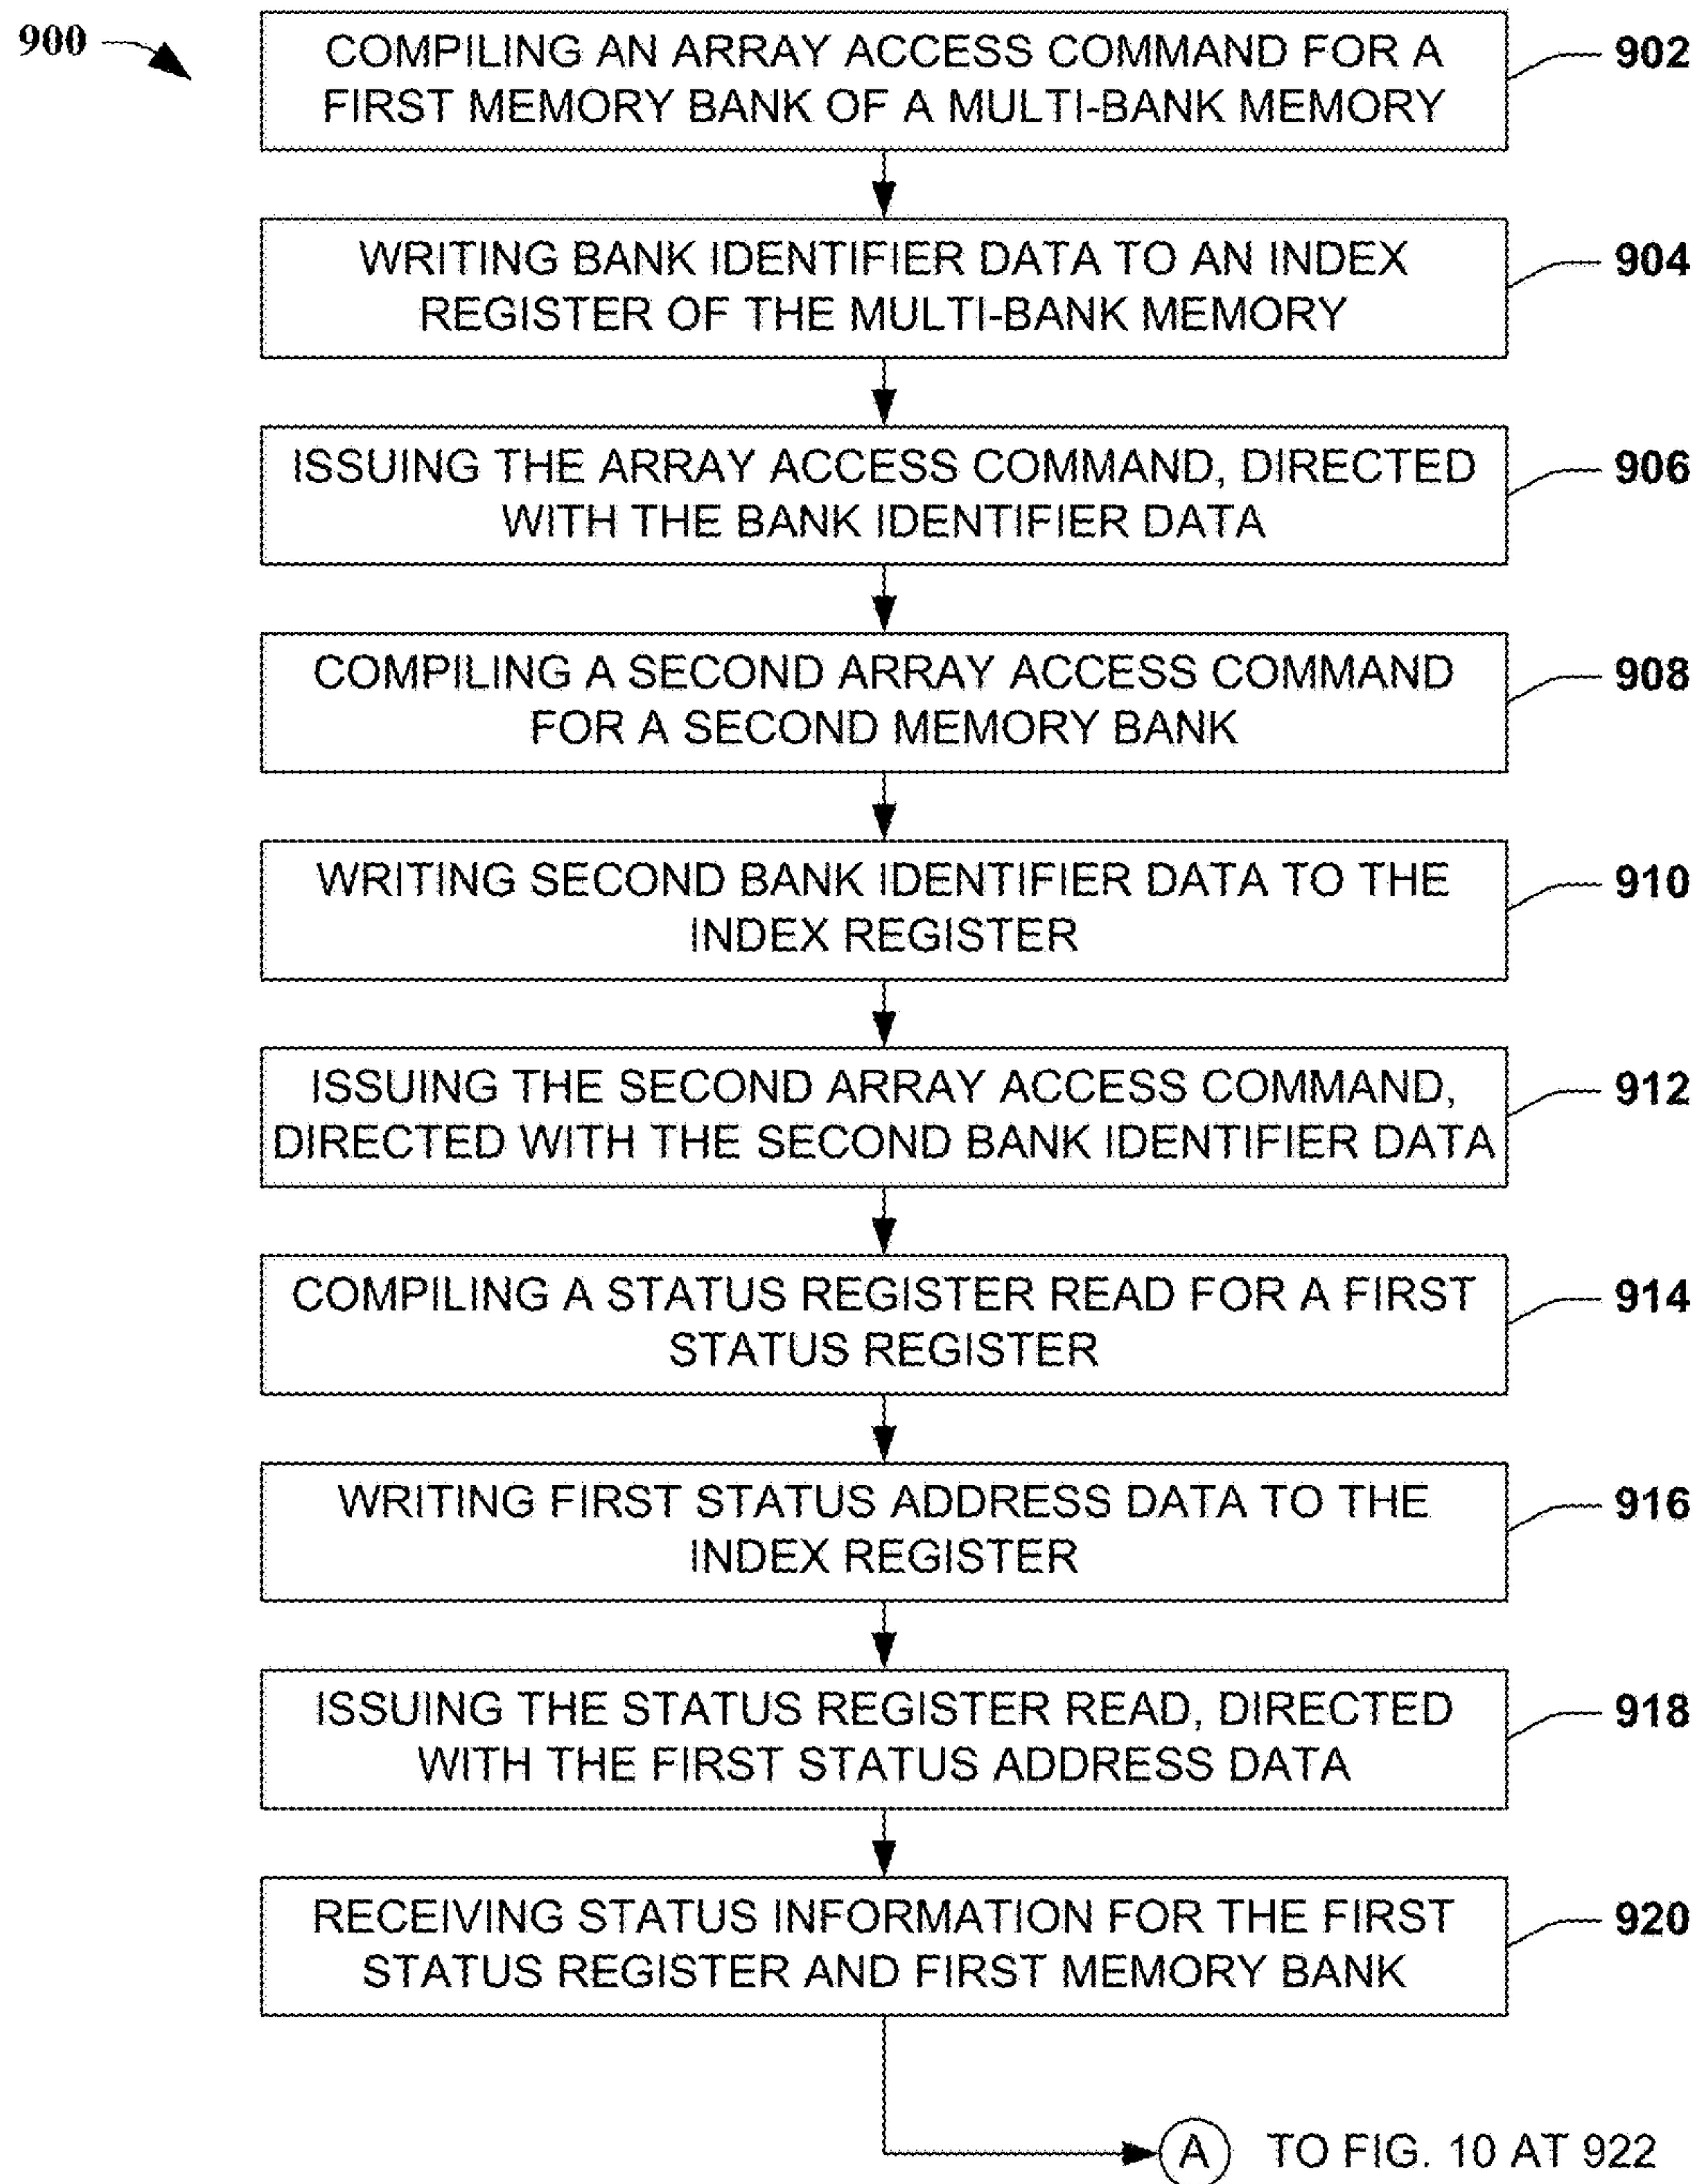 900
COMPILING AN ARRAY ACCESS COMMAND FOR A
FIRST MEMORY BANK OF A MULTI-BANK MEMORY
902
WRITING BANK IDENTIFIER DATA TO AN INDEX
REGISTER OF THE MULTI-BANK MEMORY
904
ISSUING THE ARRAY ACCESS COMMAND, DIRECTED
WITH THE BANK IDENTIFIER DATA
906
COMPILING A SECOND ARRAY ACCESS COMMAND
FOR A SECOND MEMORY BANK
908
WRITING SECOND BANK IDENTIFIER DATA TO THE
INDEX REGISTER
910
ISSUING THE SECOND ARRAY ACCESS COMMAND,
DIRECTED WITH THE SECOND BANK IDENTIFIER DATA
912
COMPILING A STATUS REGISTER READ FOR A FIRST
STATUS REGISTER
914
WRITING FIRST STATUS ADDRESS DATA TO THE
INDEX REGISTER
916
ISSUING THE STATUS REGISTER READ, DIRECTED
WITH THE FIRST STATUS ADDRESS DATA
918
RECEIVING STATUS INFORMATION FOR THE FIRST
STATUS REGISTER AND FIRST MEMORY BANK
920
A TO FIG. 10 AT 922